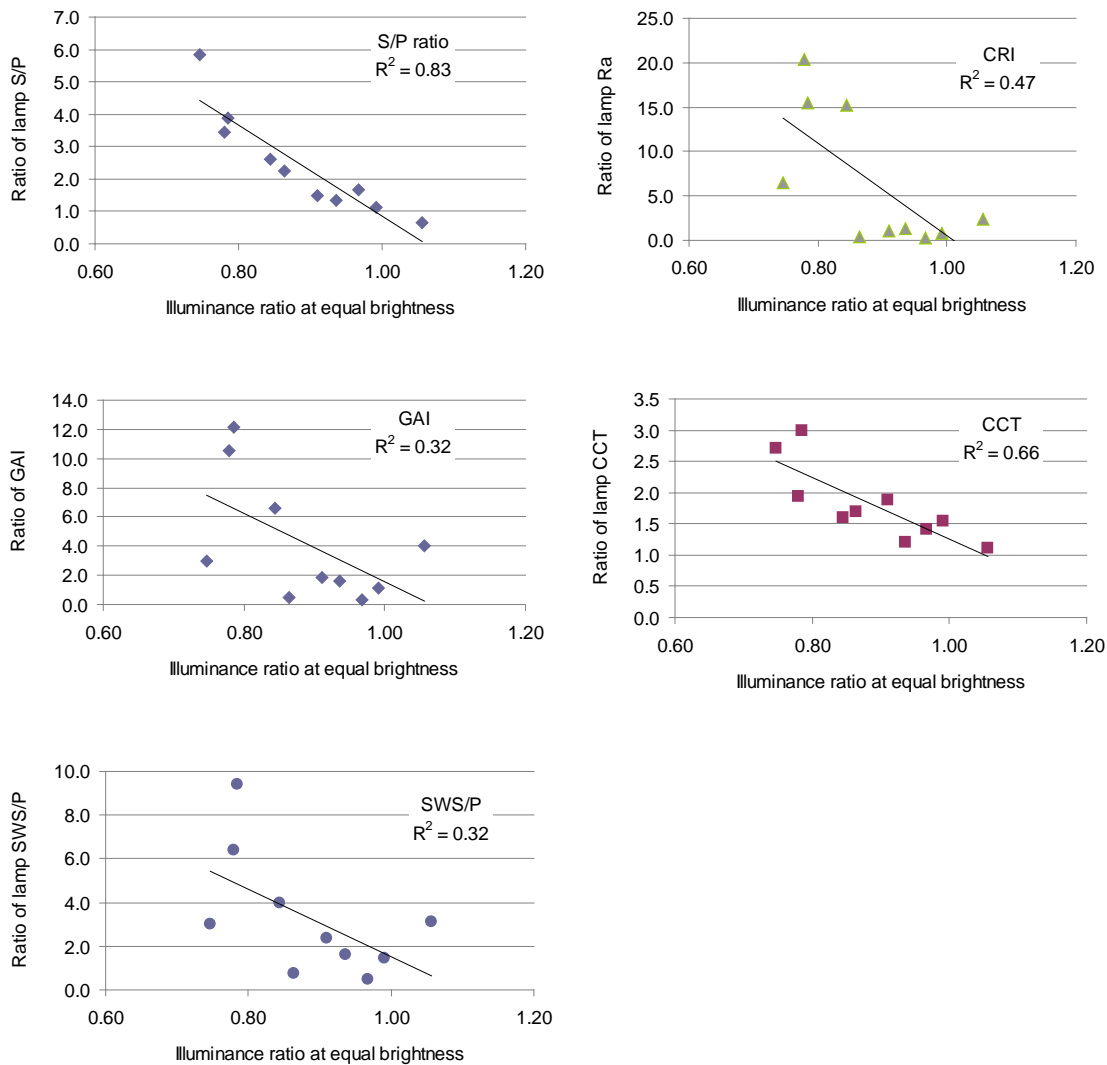 7.0
6.0
5.0
4.0
3.0
2.0
1.0
0.0
Ratio of lamp S/P
S/P ratio
R² = 0.83
0.60 0.80 1.00 1.20
Illuminance ratio at equal brightness
25.0
20.0
15.0
10.0
5.0
0.0
Ratio of lamp Ra
CRI
R² = 0.47
0.60 0.80 1.00 1.20
Illuminance ratio at equal brightness
14.0
12.0
10.0
8.0
6.0
4.0
2.0
0.0
Ratio of GAI
GAI
R² = 0.32
0.60 0.80 1.00 1.20
Illuminance ratio at equal brightness
3.5
3.0
2.5
2.0
1.5
1.0
0.5
0.0
Ratio of lamp CCT
CCT
R² = 0.66
0.60 0.80 1.00 1.20
Illuminance ratio at equal brightness
10.0
8.0
6.0
4.0
2.0
0.0
Ratio of lamp SWS/P
SWS/P
R² = 0.32
0.60 0.80 1.00 1.20
Illuminance ratio at equal brightness